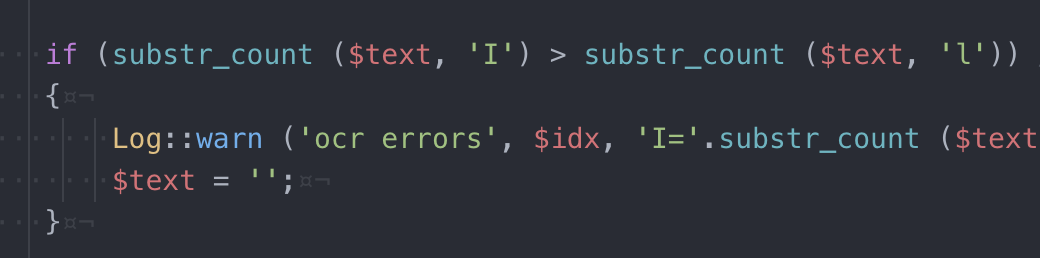 if (substr_count ($text, 'I') > substr_count ($text, 'l'))
{
Log::warn ('ocr errors', $idx, 'I='.substr_count ($text
$text = '';
}